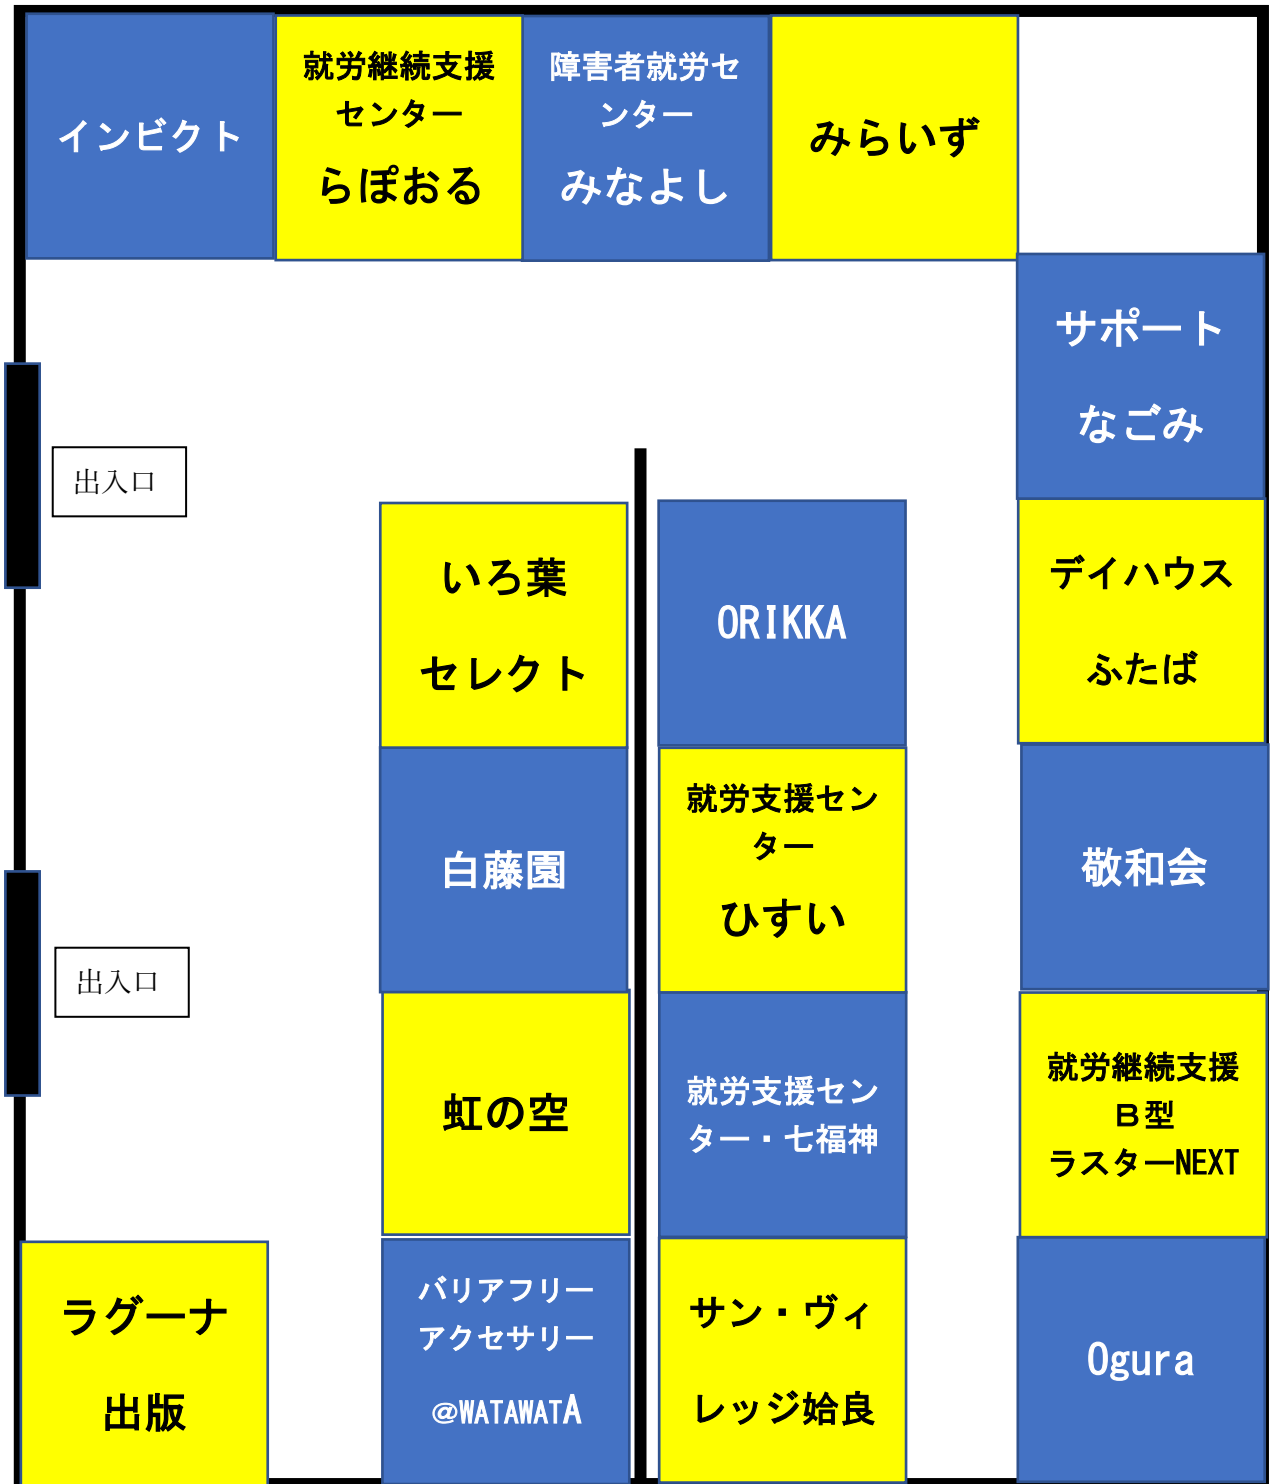 インビクト
就労継続支援
センター
らぽおる
障害者就労セ
ンター
みなよし
みらいず
サポート
なごみ
出入口
いろ葉
セレクト
ORIKKA
デイハウス
ふたば
白藤園
就労支援セン
ター
ひすい
敬和会
出入口
虹の空
就労支援セン
ター・七福神
就労継続支援
Ｂ型
ラスターNEXT
ラグーナ
出版
バリアフリー
アクセサリー
@WATAWATA
サン・ヴィ
レッジ姶良
Ogura